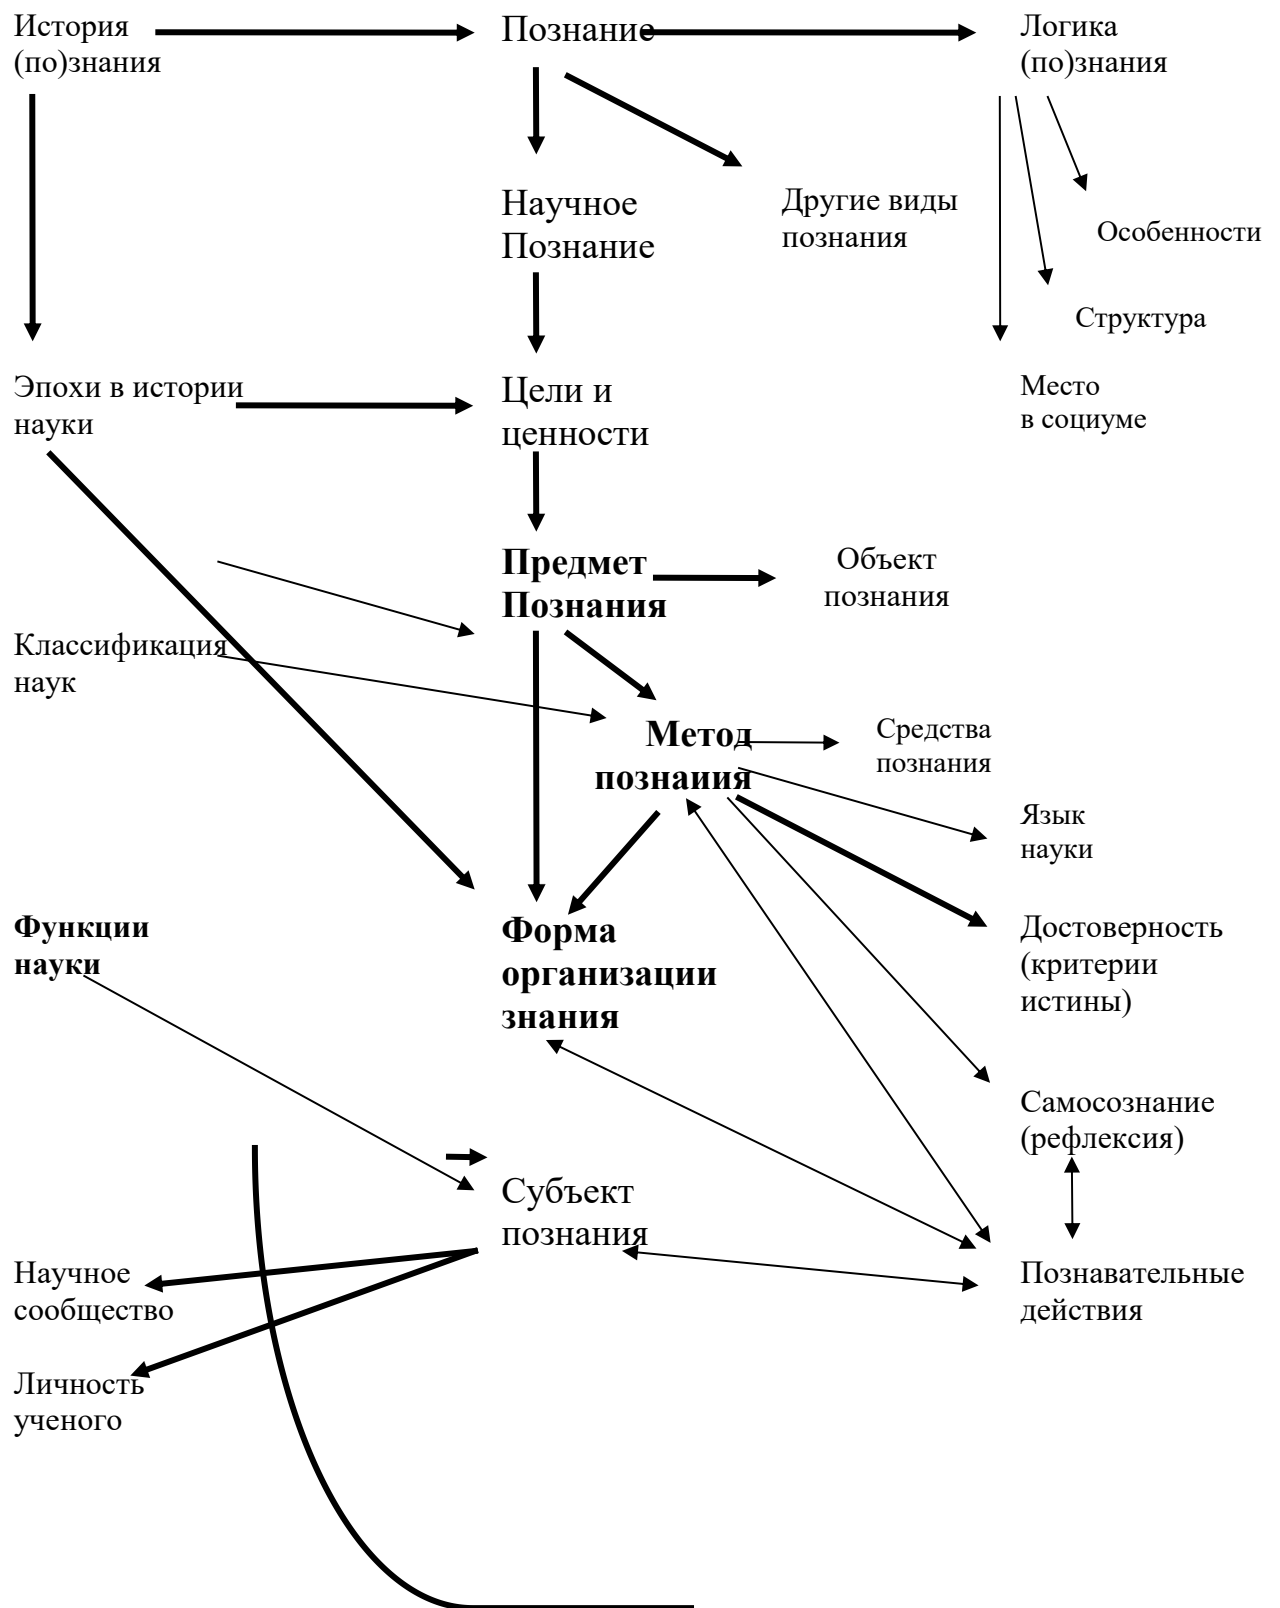 История
(по)знания
Познание
Логика
(по)знания
Научное
Познание
Другие виды
познания
Особенности
Структура
Эпохи в истории
науки
Цели и
ценности
Место
в социуме
Предмет
Познания
Объект
познания
Классификация
наук
Метод
познаиия
Средства
познания
Язык
науки
Функции
науки
Форма
организации
знания
Достоверность
(критерии
истины)
Самосознание
(рефлексия)
Субъект
познания
Научное
сообщество
Познавательные
действия
Личность
ученого